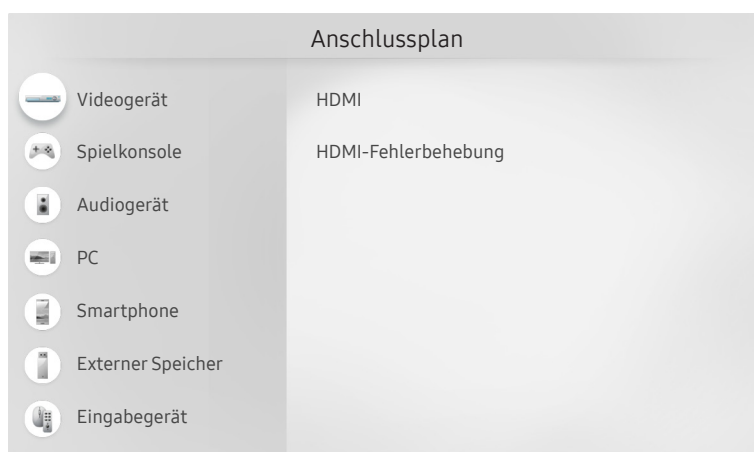 Anschlussplan
Videogerät
HDMI
Spielkonsole
HDMI-Fehlerbehebung
Audiogerät
PC
Smartphone
Externer Speicher
Eingabegerät